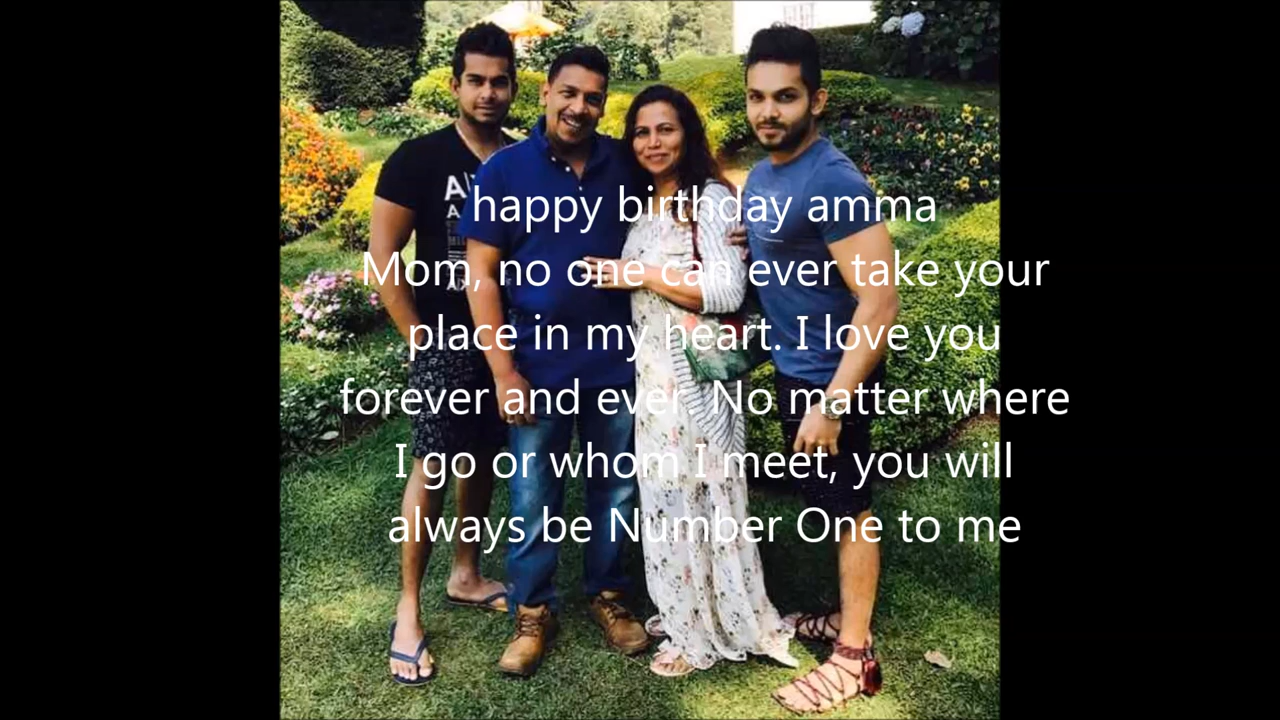 happy birthday amma
Mom, no one can ever take your
place in my heart. I love you
forever and ever. No matter where
I go or whom I meet, you will
always be Number One to me